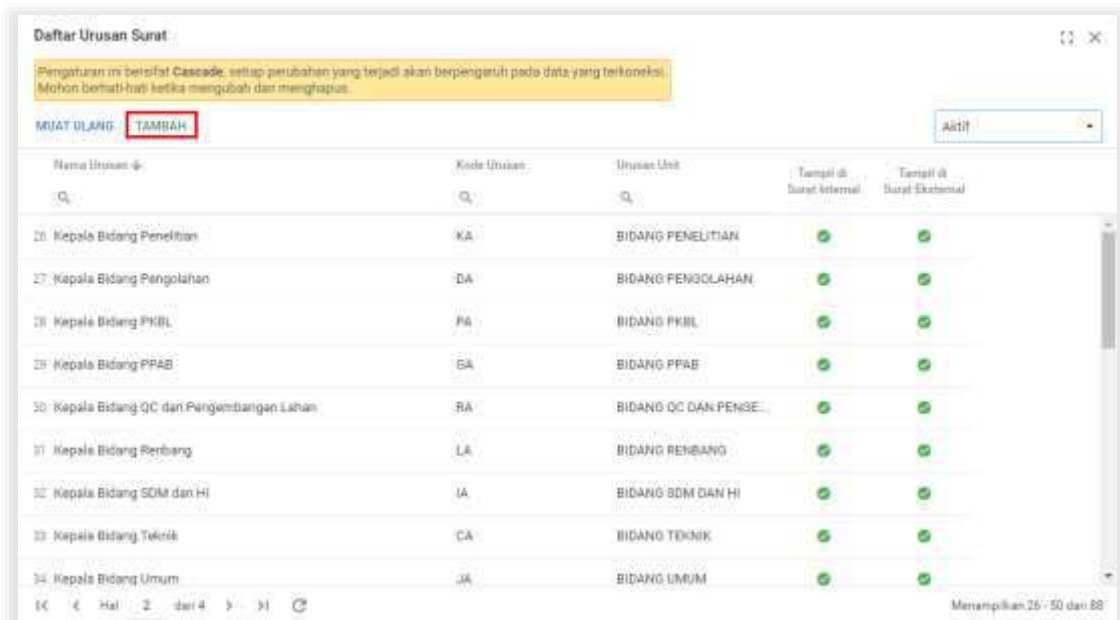 Daftar Urusan Surat
Pengaturan ini bersifat Cascade, setiap perubahan yang terjadi akan berpengaruh pada data yang terkoneksi.
Mohon berhati-hati ketika mengubah dan menghapus.
MUAT ULANG TAMBAH Aktif
Nama Urusan Kode Urusan Urusan Unit Tampil di Surat Internal Tampil di Surat Eksternal
26 Kepala Bidang Penelitian KA BIDANG PENELITIAN
27 Kepala Bidang Pengolahan DA BIDANG PENGOLAHAN
28 Kepala Bidang PKBL PA BIDANG PKBL
29 Kepala Bidang PPAB GA BIDANG PPAB
30 Kepala Bidang QC dan Pengembangan Lahan RA BIDANG QC DAN PENGE...
31 Kepala Bidang Renbang LA BIDANG RENBANG
32 Kepala Bidang SDM dan HI IA BIDANG SDM DAN HI
33 Kepala Bidang Teknik CA BIDANG TEKNIK
34 Kepala Bidang Umum JA BIDANG UMUM
Hal 2 dari 4 Menampilkan 26 - 50 dari 88